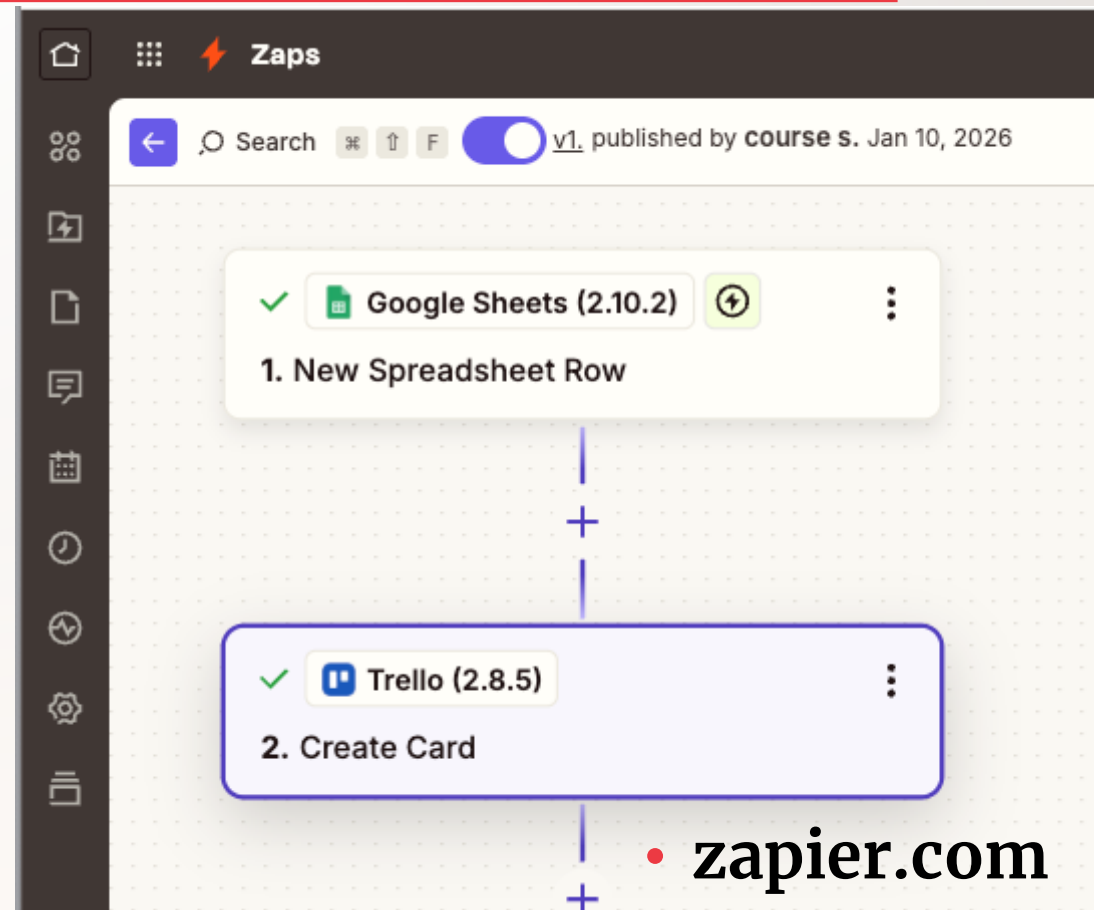 Zaps
Search ⌘ ⇧ F v1. published by course s. Jan 10, 2026
Google Sheets (2.10.2)
1. New Spreadsheet Row
Trello (2.8.5)
2. Create Card
• zapier.com